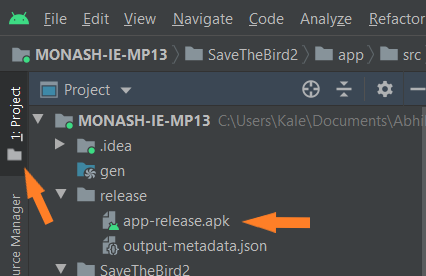 File Edit View Navigate Code Analyze Refactor
MONASH-IE-MP13 SaveTheBird2 app src
1: Project
Project
MONASH-IE-MP13 C:\Users\Kale\Documents\Abhi
.idea
gen
release
app-release.apk
output-metadata.json
SaveTheBird2
ource Manager